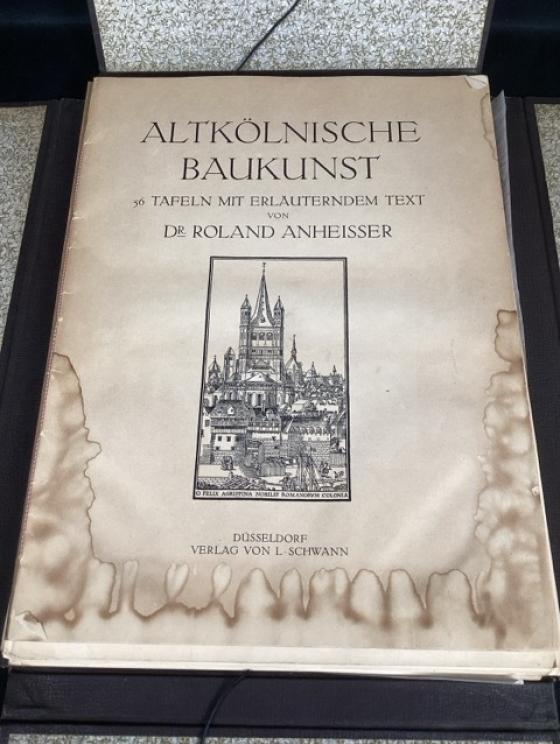 ALTKÖLNISCHE
BAUKUNST
56 TAFELN MIT ERLÄUTERNDEM TEXT
VON
DR ROLAND ANHEISSER
O FELIX AGRIPPINA NOBILIS ROMANORVM COLONIA
DÜSSELDORF
VERLAG VON L·SCHWANN